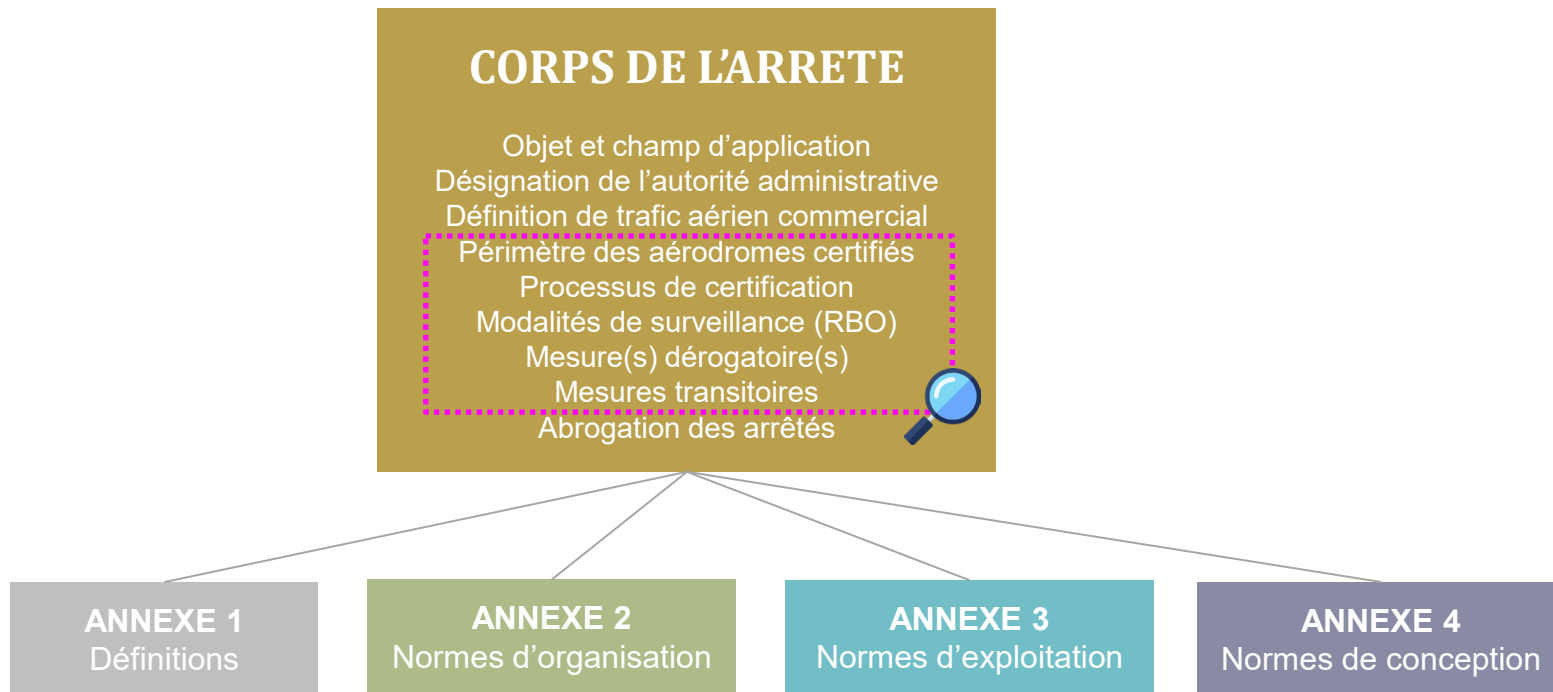 CORPS DE L’ARRETE
Objet et champ d’application
Désignation de l’autorité administrative
Définition de trafic aérien commercial
Périmètre des aérodromes certifiés
Processus de certification
Modalités de surveillance (RBO)
Mesure(s) dérogatoire(s)
Mesures transitoires
Abrogation des arrêtés
ANNEXE 1
Définitions
ANNEXE 2
Normes d’organisation
ANNEXE 3
Normes d’exploitation
ANNEXE 4
Normes de conception